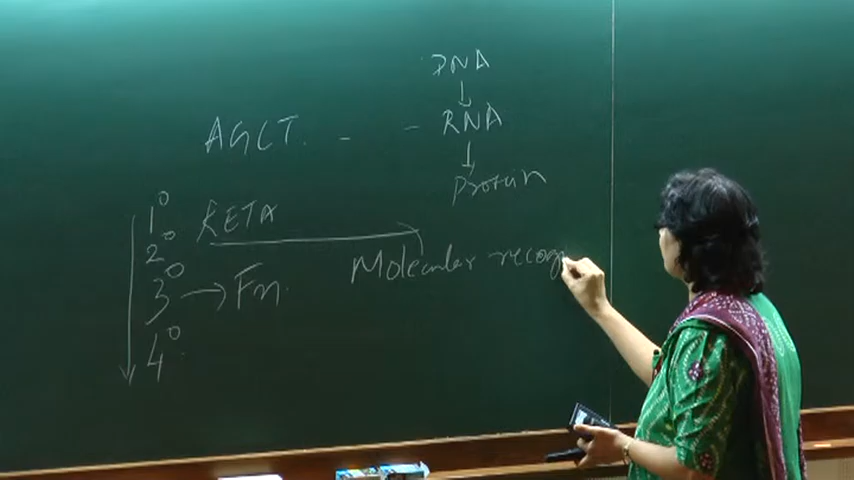 DNA
↓
AGCT. - - RNA
↓
Protein
1° KETA
2°
Molecular recog
3° → Fn.
4°